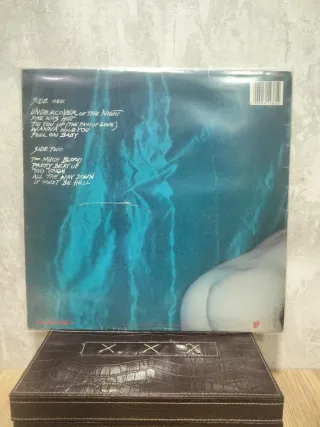 SIDE ONE
UNDERCOVER OF THE NIGHT
SHE WAS HOT
TIE YOU UP (THE PAIN OF LOVE)
WANNA HOLD YOU
FEEL ON BABY
SIDE TWO
TOO MUCH BLOOD
PRETTY BEAT UP
TOO TOUGH
ALL THE WAY DOWN
IT MUST BE HELL
X X X